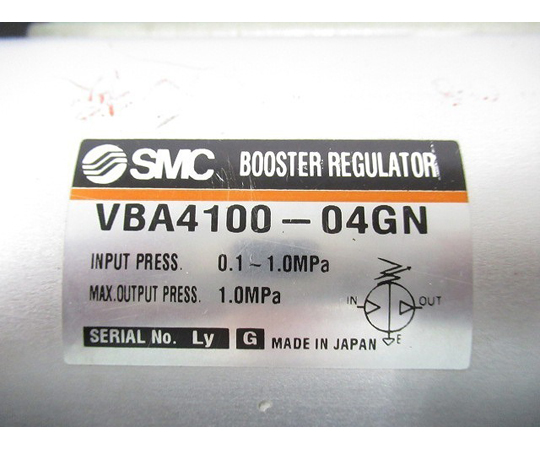 SMC BOOSTER REGULATOR
VBA4100-04GN
INPUT PRESS. 0.1~1.0MPa
MAX.OUTPUT PRESS. 1.0MPa
IN OUT
E
SERIAL No. Ly G MADE IN JAPAN